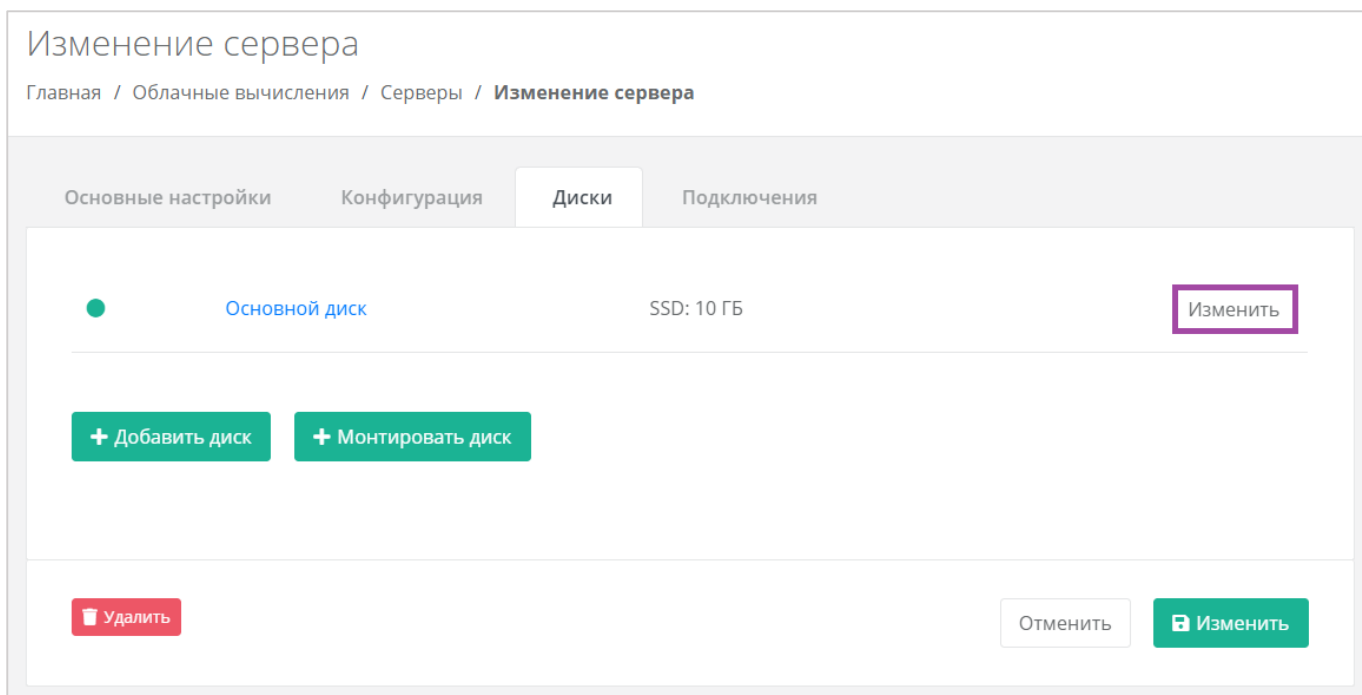 Изменение сервера
Главная / Облачные вычисления / Серверы / Изменение сервера
Основные настройки Конфигурация Диски Подключения
Основной диск SSD: 10 ГБ Изменить
+ Добавить диск + Монтировать диск
Удалить Отменить Изменить